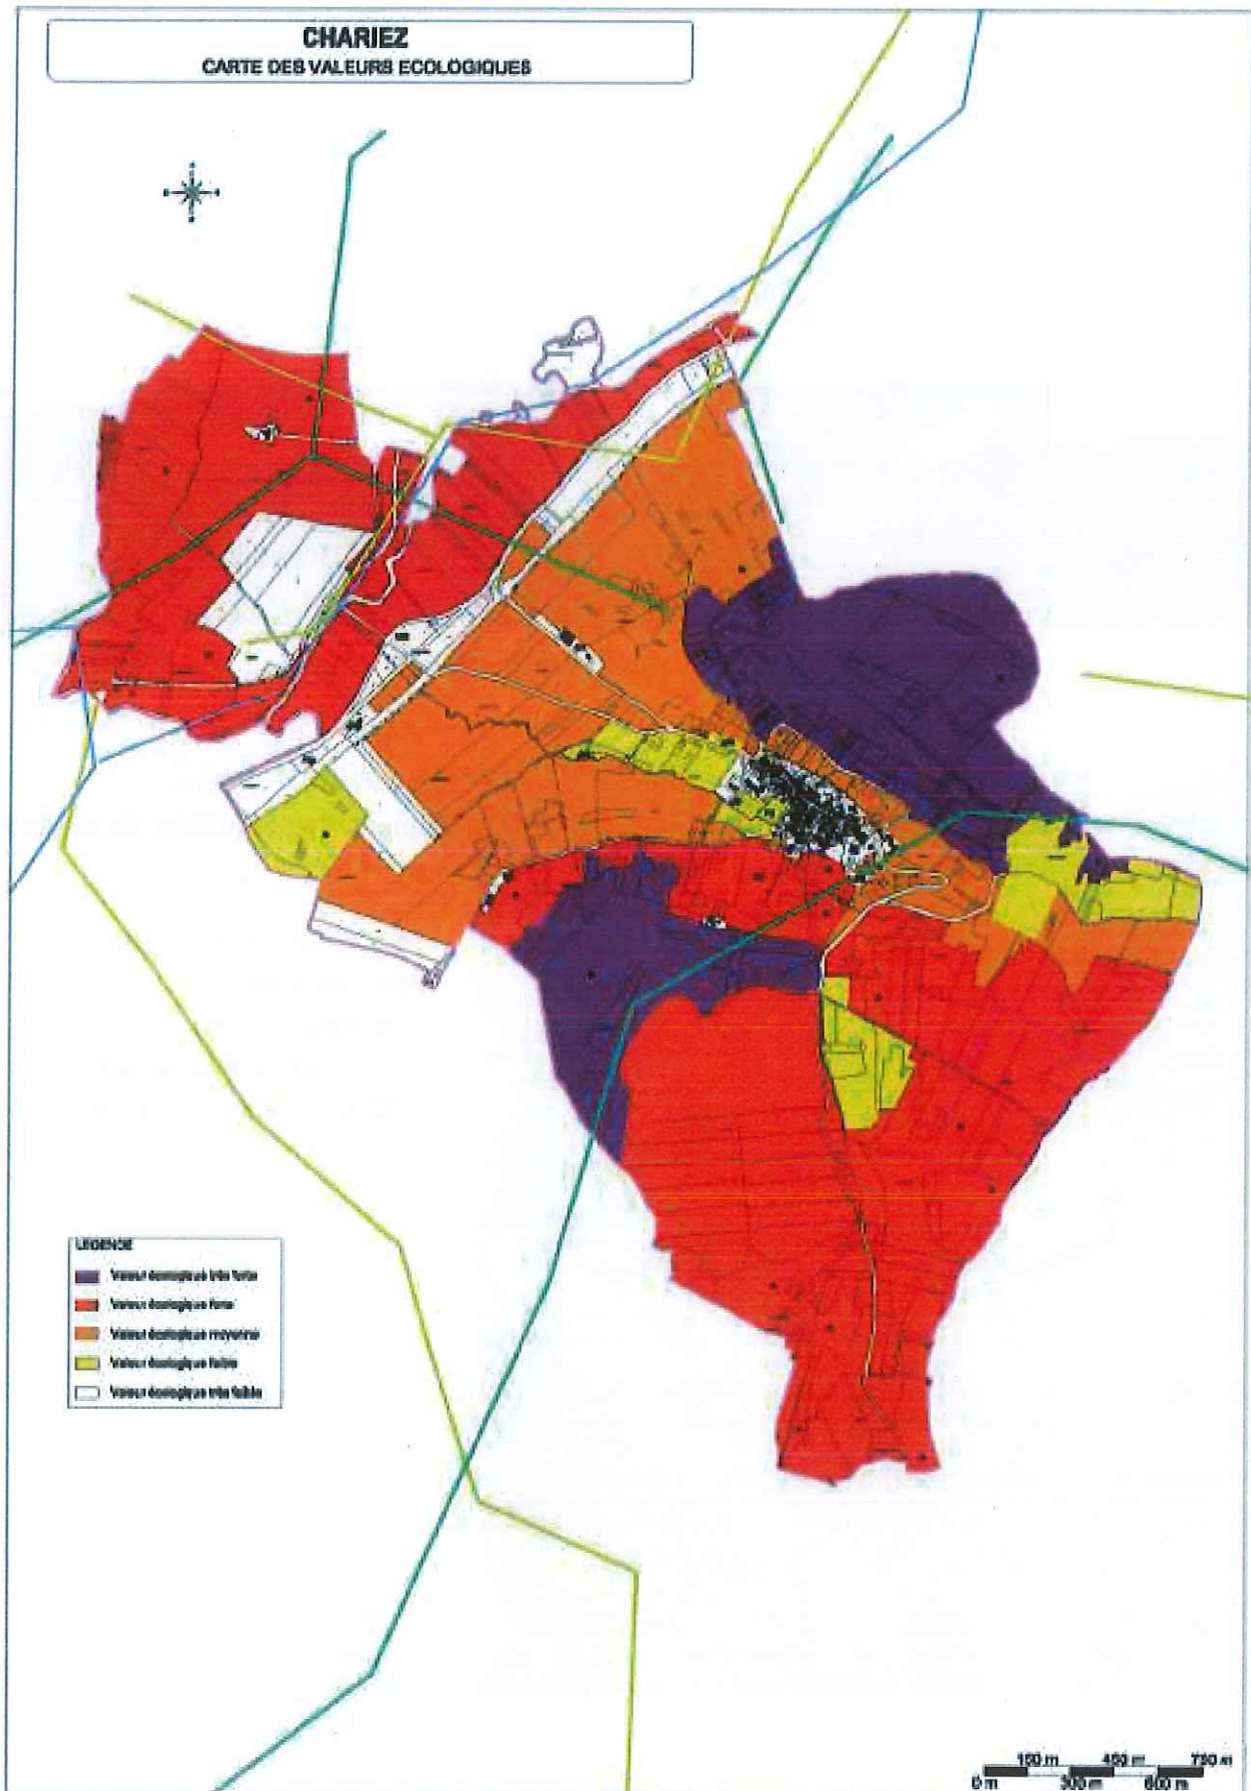 CHARIEZ
CARTE DES VALEURS ECOLOGIQUES
LEGENDE
Valeur écologique très forte
Valeur écologique forte
Valeur écologique moyenne
Valeur écologique faible
Valeur écologique très faible
150 m 450 m 750 m
0 m 300 m 600 m